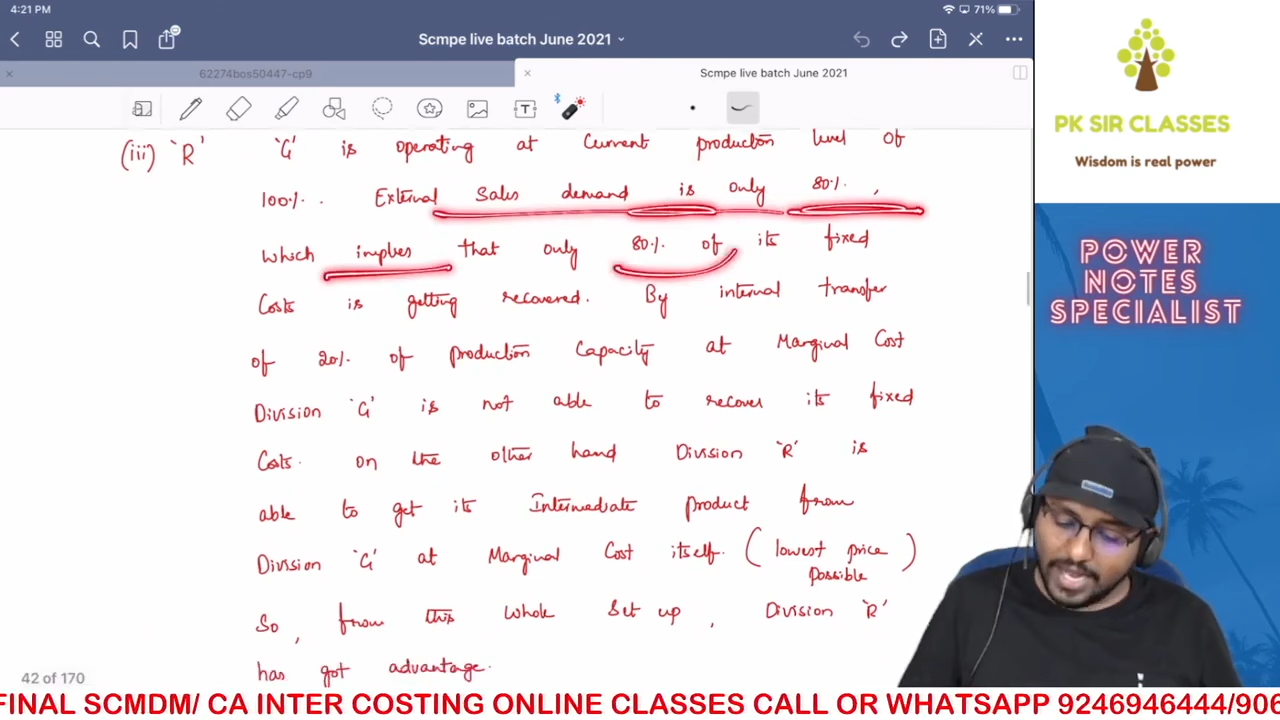 4:21 PM
71%
Scmpe live batch June 2021
62274bos50447-cp9
Scmpe live batch June 2021
(iii) `R' `G' is operating at Current production level of
100%. External Sales demand is only 80%,
which implies that only 80% of its fixed
Costs is getting recovered. By internal transfer
of 20% of production Capacity at Marginal Cost
Division `G' is not able to recover its fixed
Costs. on the other hand Division `R' is
able to get its Intermediate product from
Division `G' at Marginal Cost itself. (lowest price
possible)
So, from this whole Set up, Division `R'
has got advantage.
42 of 170
PK SIR CLASSES
Wisdom is real power
POWER
NOTES
SPECIALIST
FINAL SCMDM/ CA INTER COSTING ONLINE CLASSES CALL OR WHATSAPP 9246946444/906